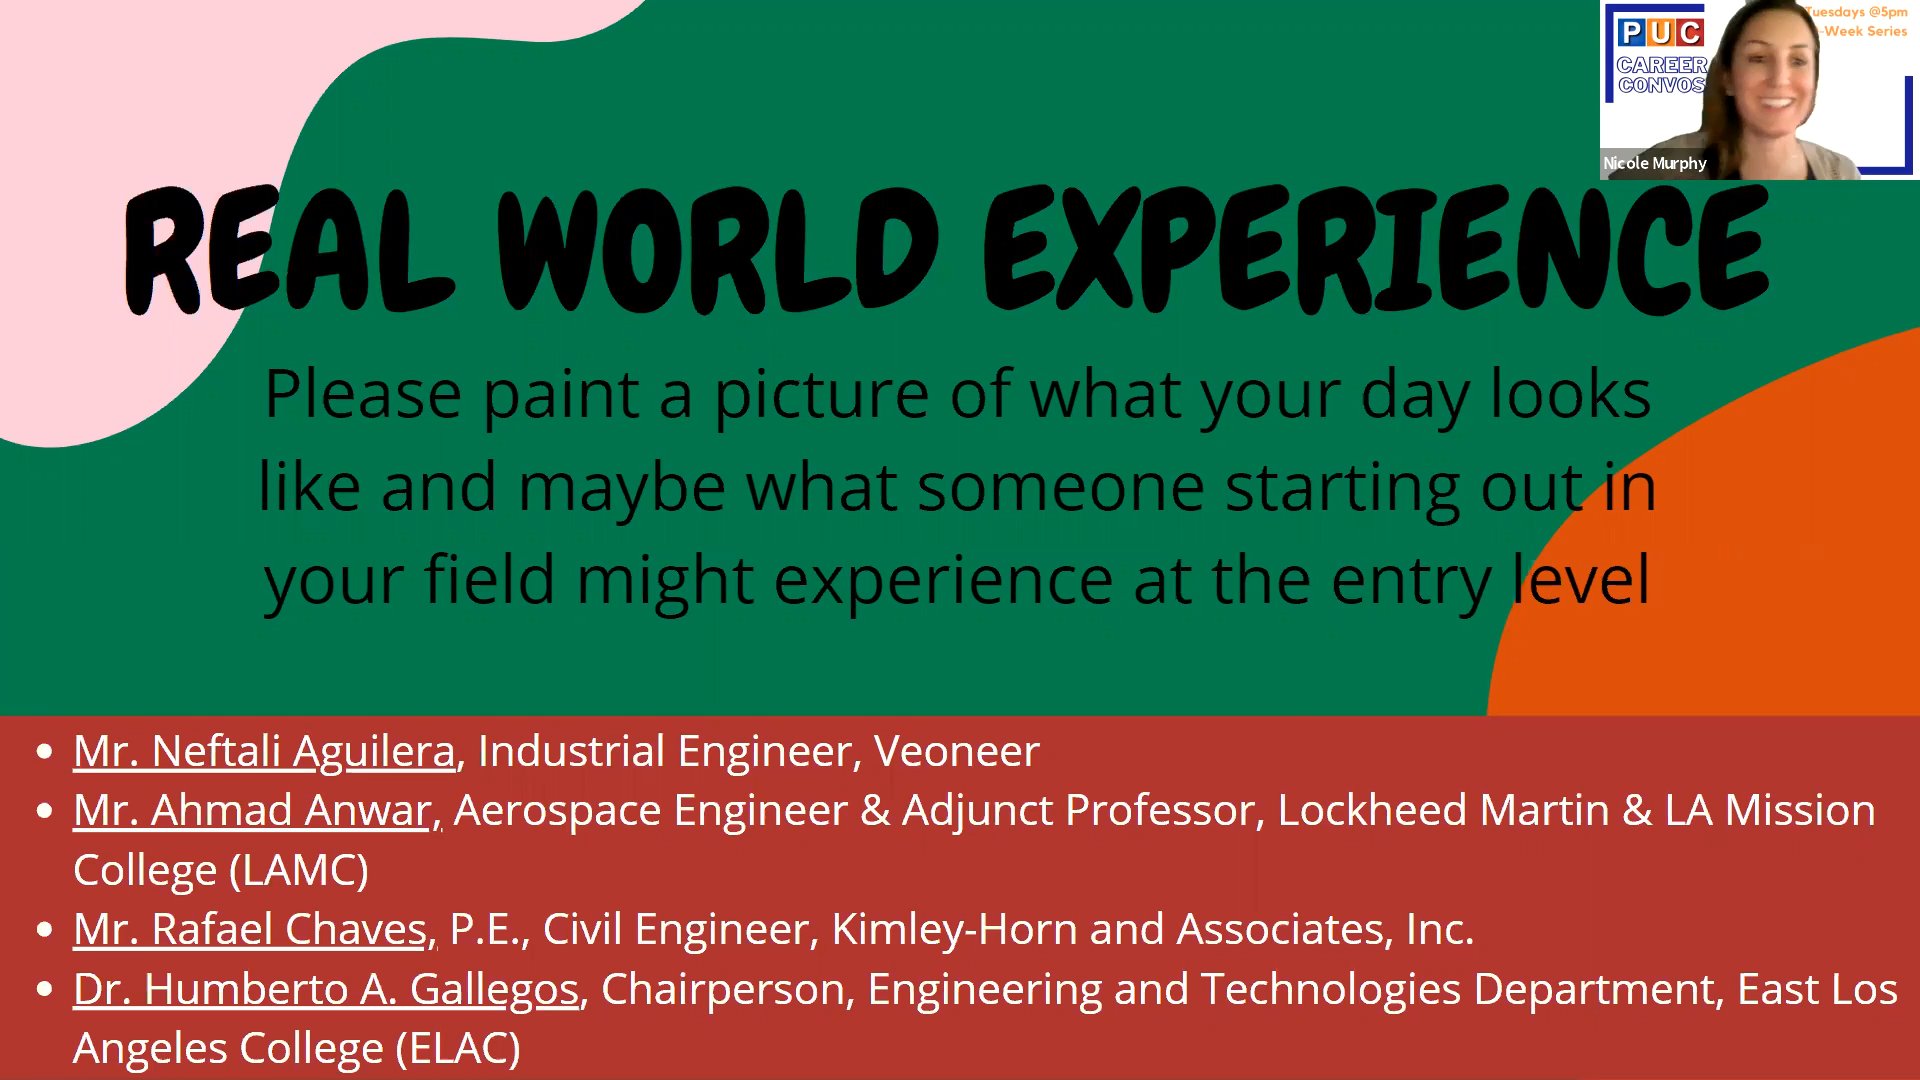 Tuesdays @5pm
-Week Series
PUC
CAREER
CONVOS
Nicole Murphy
REAL WORLD EXPERIENCE
Please paint a picture of what your day looks
like and maybe what someone starting out in
your field might experience at the entry level
• Mr. Neftali Aguilera, Industrial Engineer, Veoneer
• Mr. Ahmad Anwar, Aerospace Engineer & Adjunct Professor, Lockheed Martin & LA Mission
College (LAMC)
• Mr. Rafael Chaves, P.E., Civil Engineer, Kimley-Horn and Associates, Inc.
• Dr. Humberto A. Gallegos, Chairperson, Engineering and Technologies Department, East Los
Angeles College (ELAC)